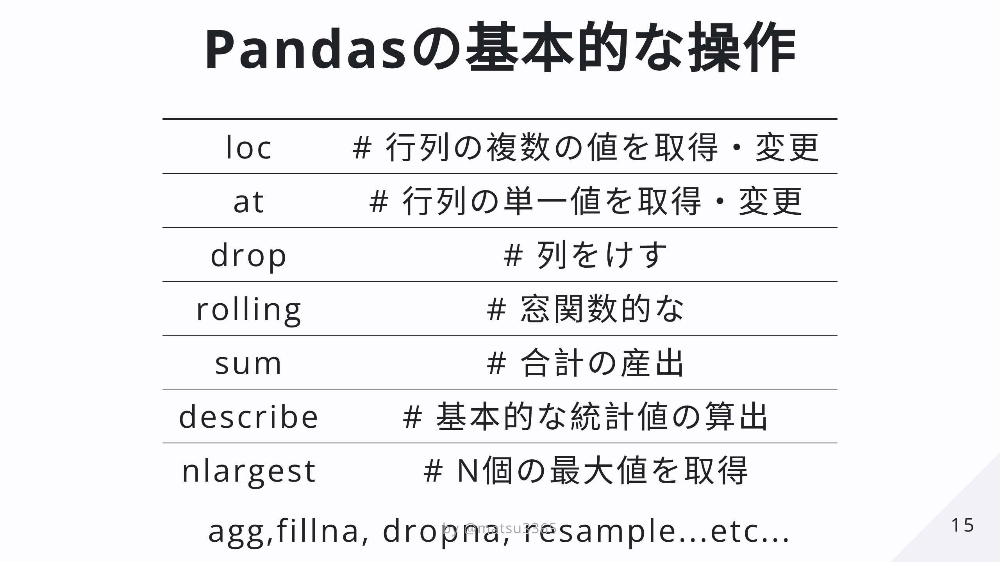 Pandasの基本的な操作
loc # 行列の複数の値を取得・変更
at # 行列の単一値を取得・変更
drop # 列をけす
rolling # 窓関数的な
sum # 合計の産出
describe # 基本的な統計値の算出
nlargest # N個の最大値を取得
agg,fillna, dropna, resample...etc...
by @matsu3365
15